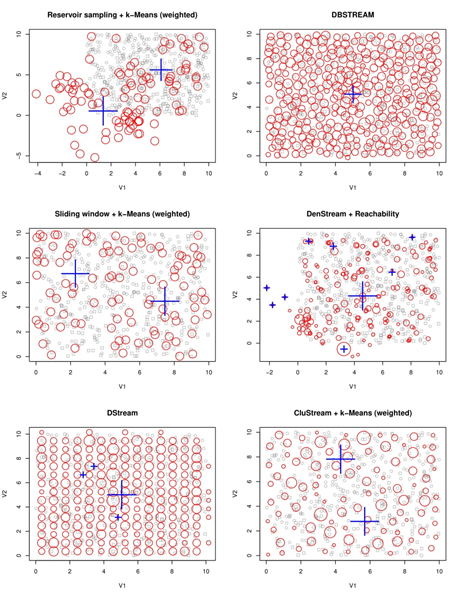 Reservoir sampling + k−Means (weighted)
V2
−5 0 5 10
−4 −2 0 2 4 6 8 10
V1
DBSTREAM
V2
0 2 4 6 8 10
0 2 4 6 8 10
V1
Sliding window + k−Means (weighted)
V2
0 2 4 6 8 10
0 2 4 6 8 10
V1
DenStream + Reachability
V2
0 2 4 6 8 10
−2 0 2 4 6 8 10
V1
DStream
V2
0 2 4 6 8 10
0 2 4 6 8 10
V1
CluStream + k−Means (weighted)
V2
0 2 4 6 8 10
0 2 4 6 8 10
V1